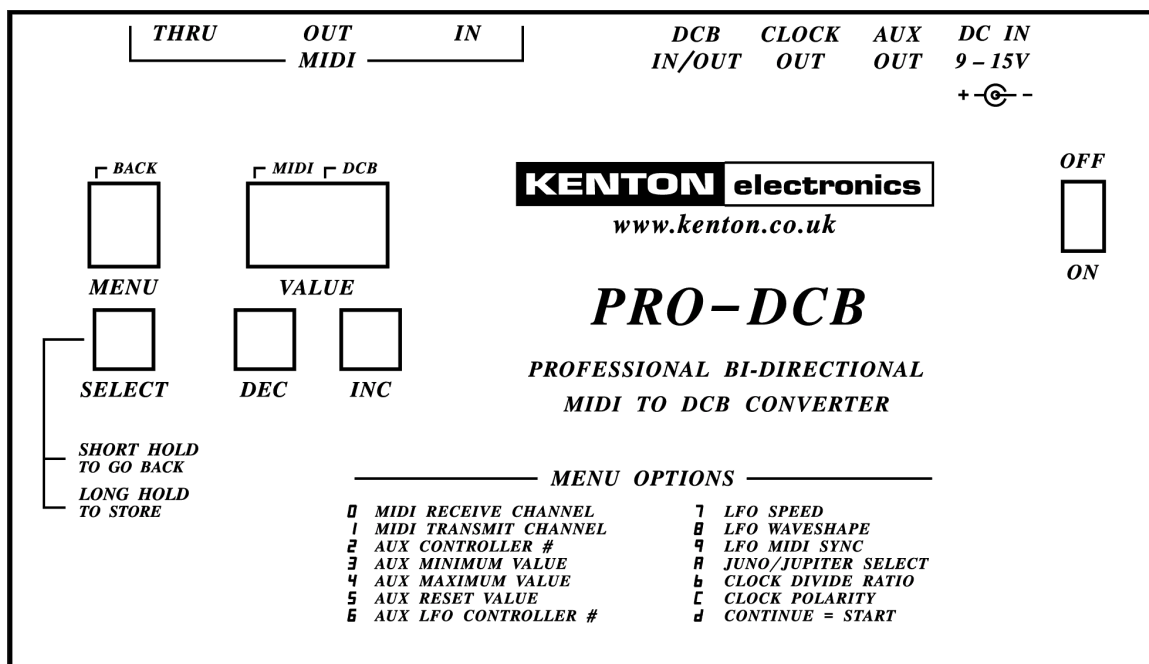 THRU OUT IN
MIDI
DCB CLOCK AUX DC IN
IN/OUT OUT OUT 9 – 15V
+ -
BACK
MIDI DCB
OFF
KENTON electronics
www.kenton.co.uk
ON
MENU VALUE
PRO–DCB
SELECT DEC INC
PROFESSIONAL BI-DIRECTIONAL
MIDI TO DCB CONVERTER
SHORT HOLD
TO GO BACK
LONG HOLD
TO STORE
MENU OPTIONS
0 MIDI RECEIVE CHANNEL
1 MIDI TRANSMIT CHANNEL
2 AUX CONTROLLER #
3 AUX MINIMUM VALUE
4 AUX MAXIMUM VALUE
5 AUX RESET VALUE
6 AUX LFO CONTROLLER #
7 LFO SPEED
8 LFO WAVESHAPE
9 LFO MIDI SYNC
A JUNO/JUPITER SELECT
b CLOCK DIVIDE RATIO
C CLOCK POLARITY
d CONTINUE = START